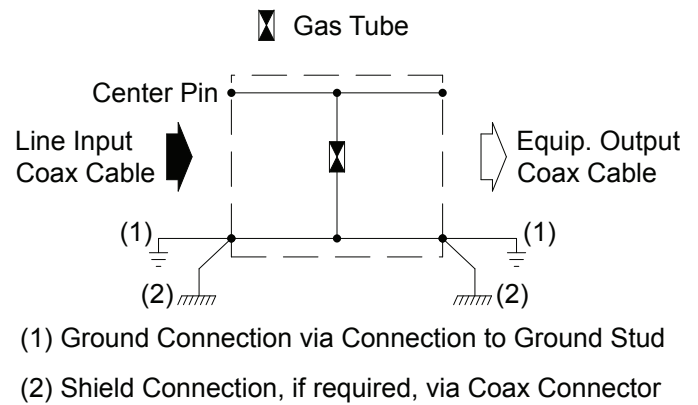 Gas Tube
Center Pin
Line Input
Coax Cable
Equip. Output
Coax Cable
(1)
(1)
(2)
(2)
(1) Ground Connection via Connection to Ground Stud
(2) Shield Connection, if required, via Coax Connector